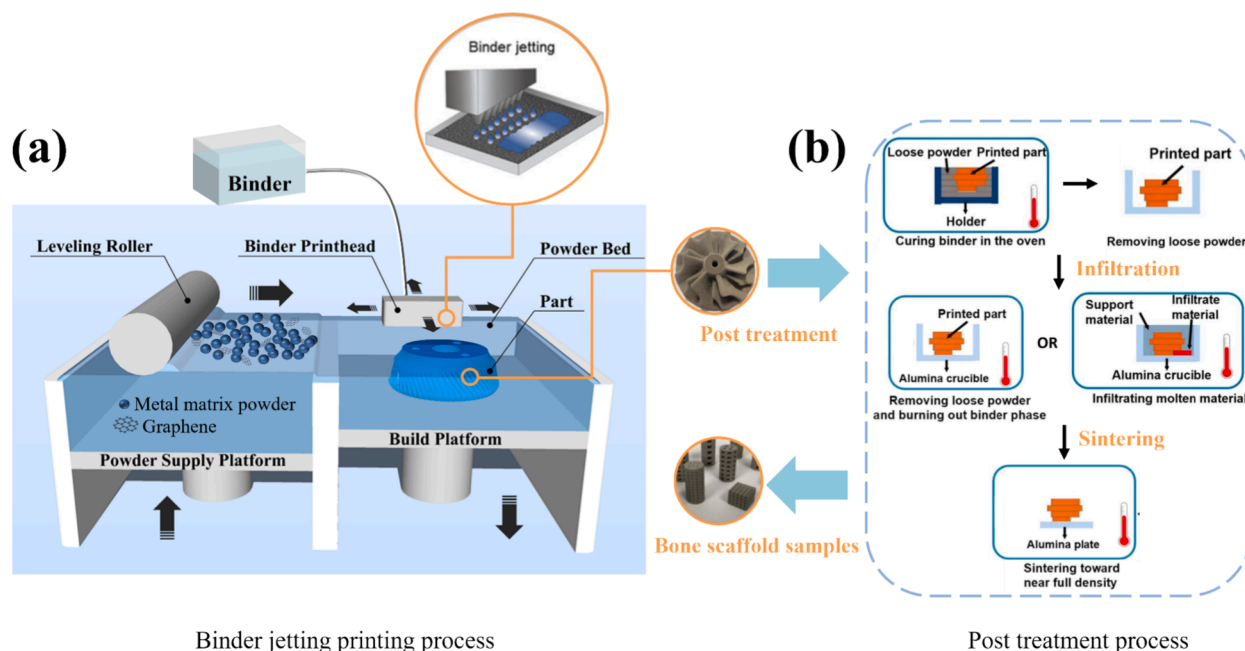 Binder jetting
(a)
Binder
Leveling Roller
Binder Printhead
Powder Bed
Part
Metal matrix powder
Graphene
Build Platform
Powder Supply Platform
Post treatment
Bone scaffold samples
Binder jetting printing process
(b)
Loose powder
Printed part
Holder
Curing binder in the oven
Printed part
Removing loose powder
Infiltration
Printed part
Alumina crucible
Removing loose powder
and burning out binder phase
OR
Support
material
Infiltrate
material
Alumina crucible
Infiltrating molten material
Sintering
Alumina plate
Sintering toward
near full density
Post treatment process